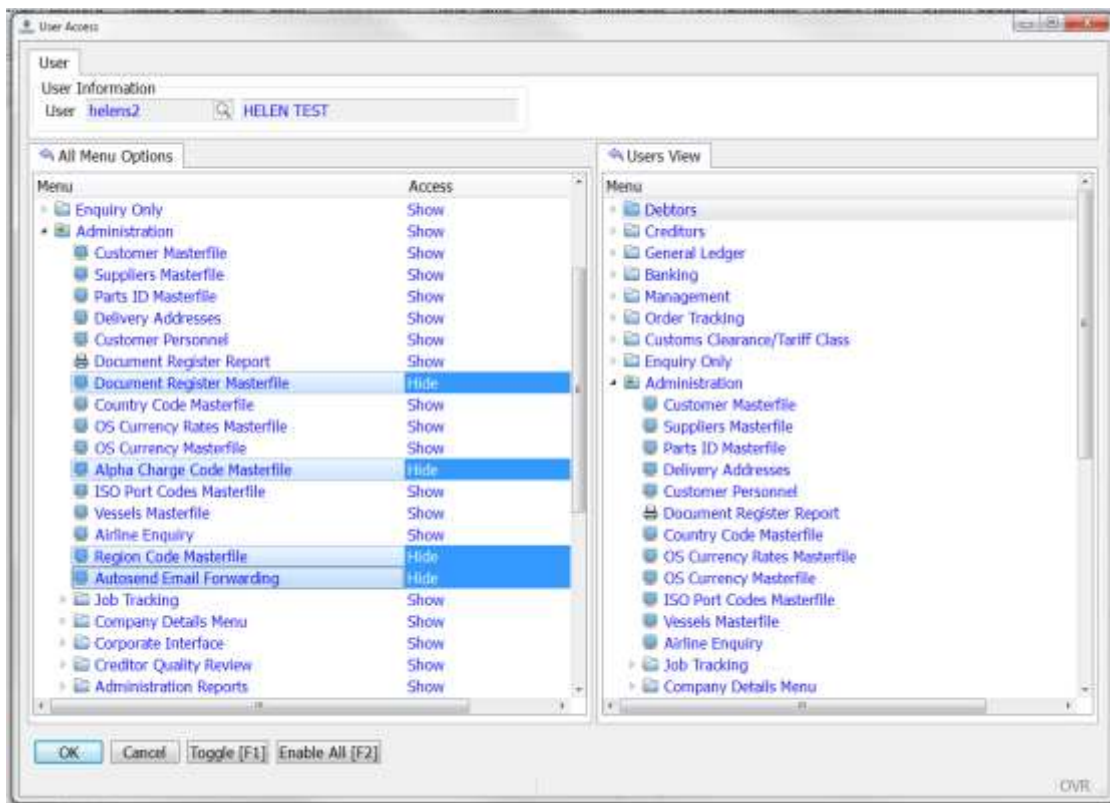 User Access
User
User Information
User helens2 HELEN TEST
All Menu Options
Menu Access
Enquiry Only Show
Administration Show
Customer Masterfile Show
Suppliers Masterfile Show
Parts ID Masterfile Show
Delivery Addresses Show
Customer Personnel Show
Document Register Report Show
Document Register Masterfile Hide
Country Code Masterfile Show
OS Currency Rates Masterfile Show
OS Currency Masterfile Show
Alpha Charge Code Masterfile Hide
ISO Port Codes Masterfile Show
Vessels Masterfile Show
Airline Enquiry Show
Region Code Masterfile Hide
Autosend Email Forwarding Hide
Job Tracking Show
Company Details Menu Show
Corporate Interface Show
Creditor Quality Review Show
Administration Reports Show
Users View
Menu
Debtors
Creditors
General Ledger
Banking
Management
Order Tracking
Customs Clearance/Tariff Class
Enquiry Only
Administration
Customer Masterfile
Suppliers Masterfile
Parts ID Masterfile
Delivery Addresses
Customer Personnel
Document Register Report
Country Code Masterfile
OS Currency Rates Masterfile
OS Currency Masterfile
ISO Port Codes Masterfile
Vessels Masterfile
Airline Enquiry
Job Tracking
Company Details Menu
OK Cancel Toggle [F1] Enable All [F2]
OVR